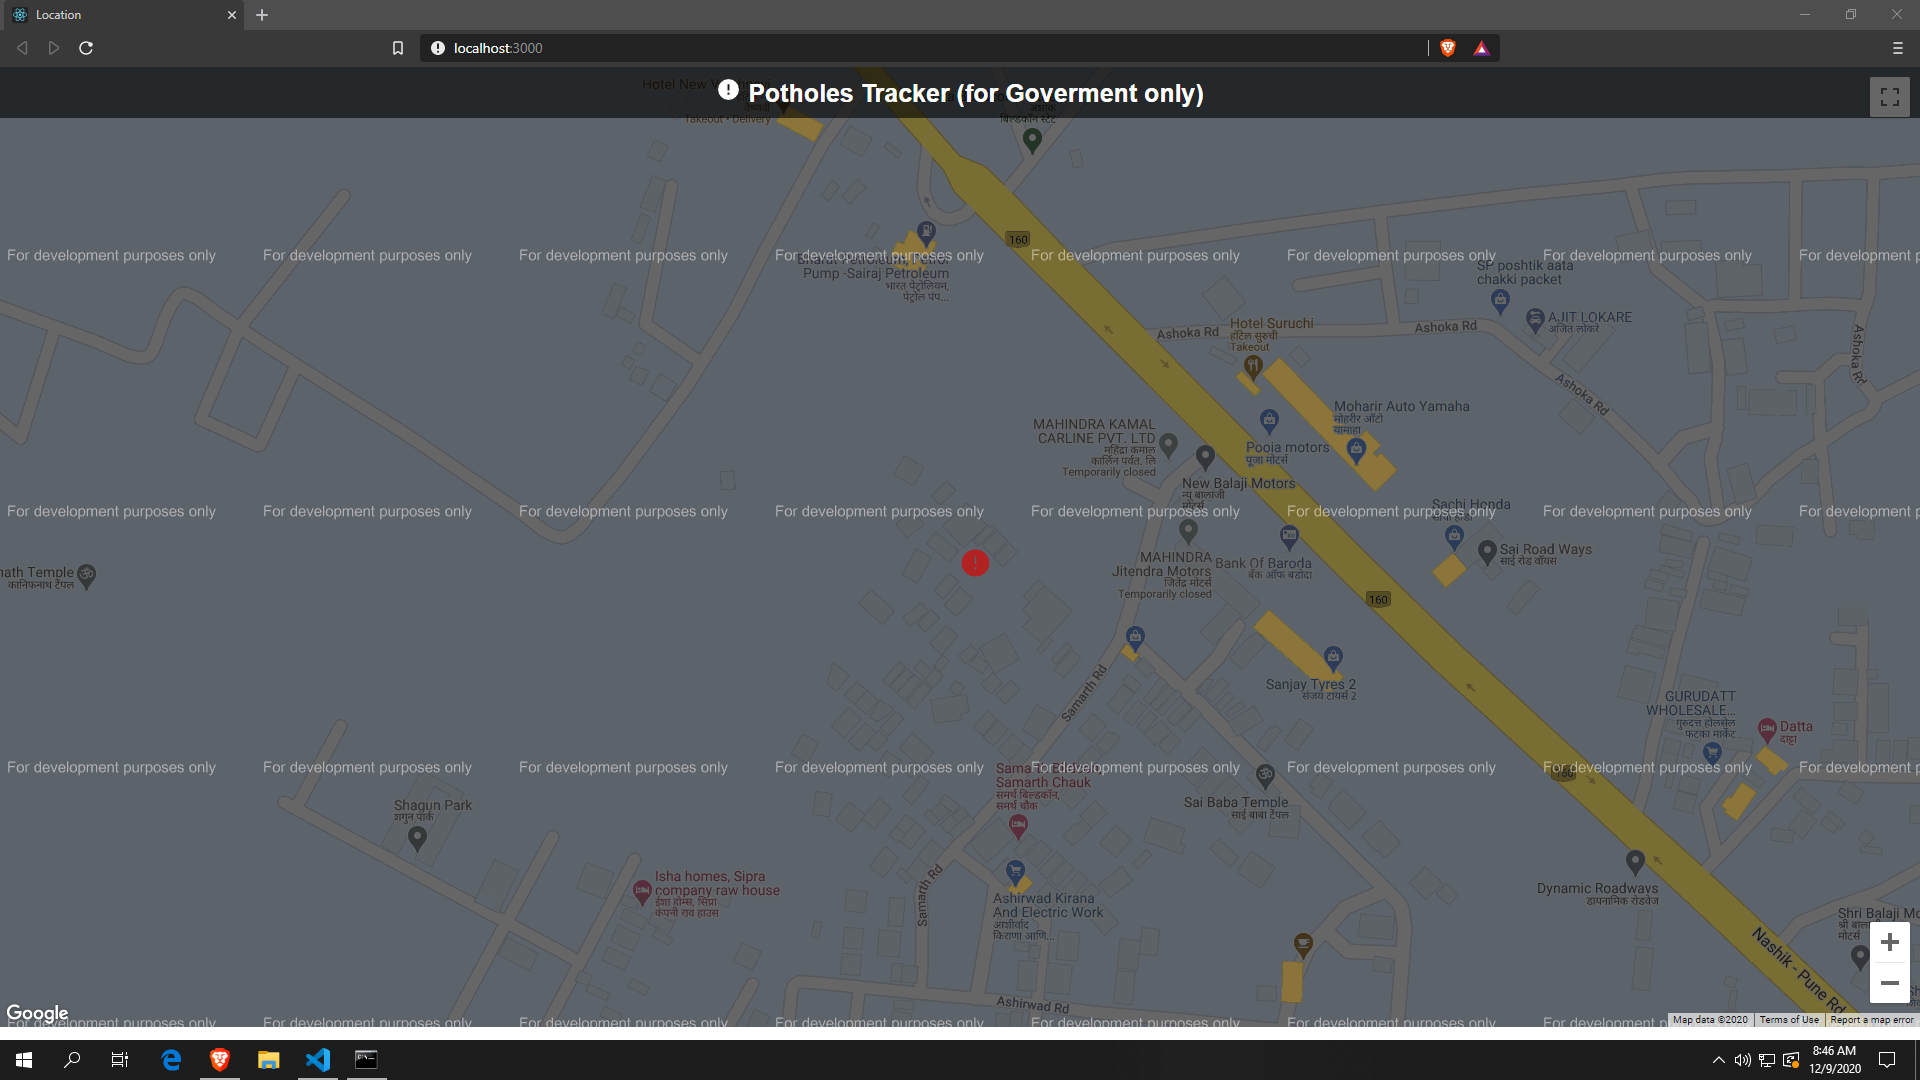 Location
localhost:3000
Potholes Tracker (for Goverment only)
Hotel New
Takeout • Delivery
बिल्डकॉन स्टेट
160
For development purposes only For development purposes only For development purposes only For development purposes only For development purposes only For development purposes only For development purposes only For development p
Bharat Petroleum, Petrol
Pump -Sairaj Petroleum
भारत पेट्रोलियम,
पेट्रोल पंप...
SP poshtik aata
chakki packet
AJIT LOKARE
अजित लोकरे
Hotel Suruchi
हॉटेल सुरुची
Takeout
Ashoka Rd
Ashoka Rd
Ashoka Rd
Ashoka Rd
Moharir Auto Yamaha
मोहरीर ऑटो
यामाहा
MAHINDRA KAMAL
CARLINE PVT. LTD
महिंद्रा कमाल
कार्लिन पर्वत. लि
Temporarily closed
Pooja motors
पूजा मोटर्स
New Balaji Motors
न्यु बालाजी
मोटर्स
Sachi Honda
For development purposes only For development purposes only For development purposes only For development purposes only For development purposes only For development purposes only For development purposes only For development p
MAHINDRA
Jitendra Motors
जितेंद्र मोटर्स
Temporarily closed
Bank Of Baroda
बँक ऑफ बडोदा
Sai Road Ways
साई रोड वॉयस
nath Temple
कानिफनाथ टेंपल
160
Samarth Rd
Sanjay Tyres 2
संजय टायर्स 2
GURUDATT
WHOLESALE...
गुरुदत्त होलसेल
फटका मार्केट
Datta
दाट्टा
For development purposes only For development purposes only For development purposes only For development purposes only For development purposes only For development purposes only For development purposes only For development p
160
Samarth Chauk
समर्थ बिल्डकॉन,
समर्थ चौक
Sai Baba Temple
साई बाबा टेंपल
Shagun Park
शगुन पार्क
Isha homes, Sipra
company raw house
ईशा होम्स, सिप्रा
कंपनी राव हाउस
Samarth Rd
Ashirwad Kirana
And Electric Work
अशीर्वाद
किराणा आणि...
Dynamic Roadways
डायनामिक रोडवेज
Shri Balaji Mo
श्री बाला
मोटर्स
Nashik - Pune Rd
Ashirwad Rd
Google
For development purposes only For development purposes only For development purposes only For development purposes only For development purposes only For development purposes only
Map data ©2020 Terms of Use Report a map error
8:46 AM
12/9/2020